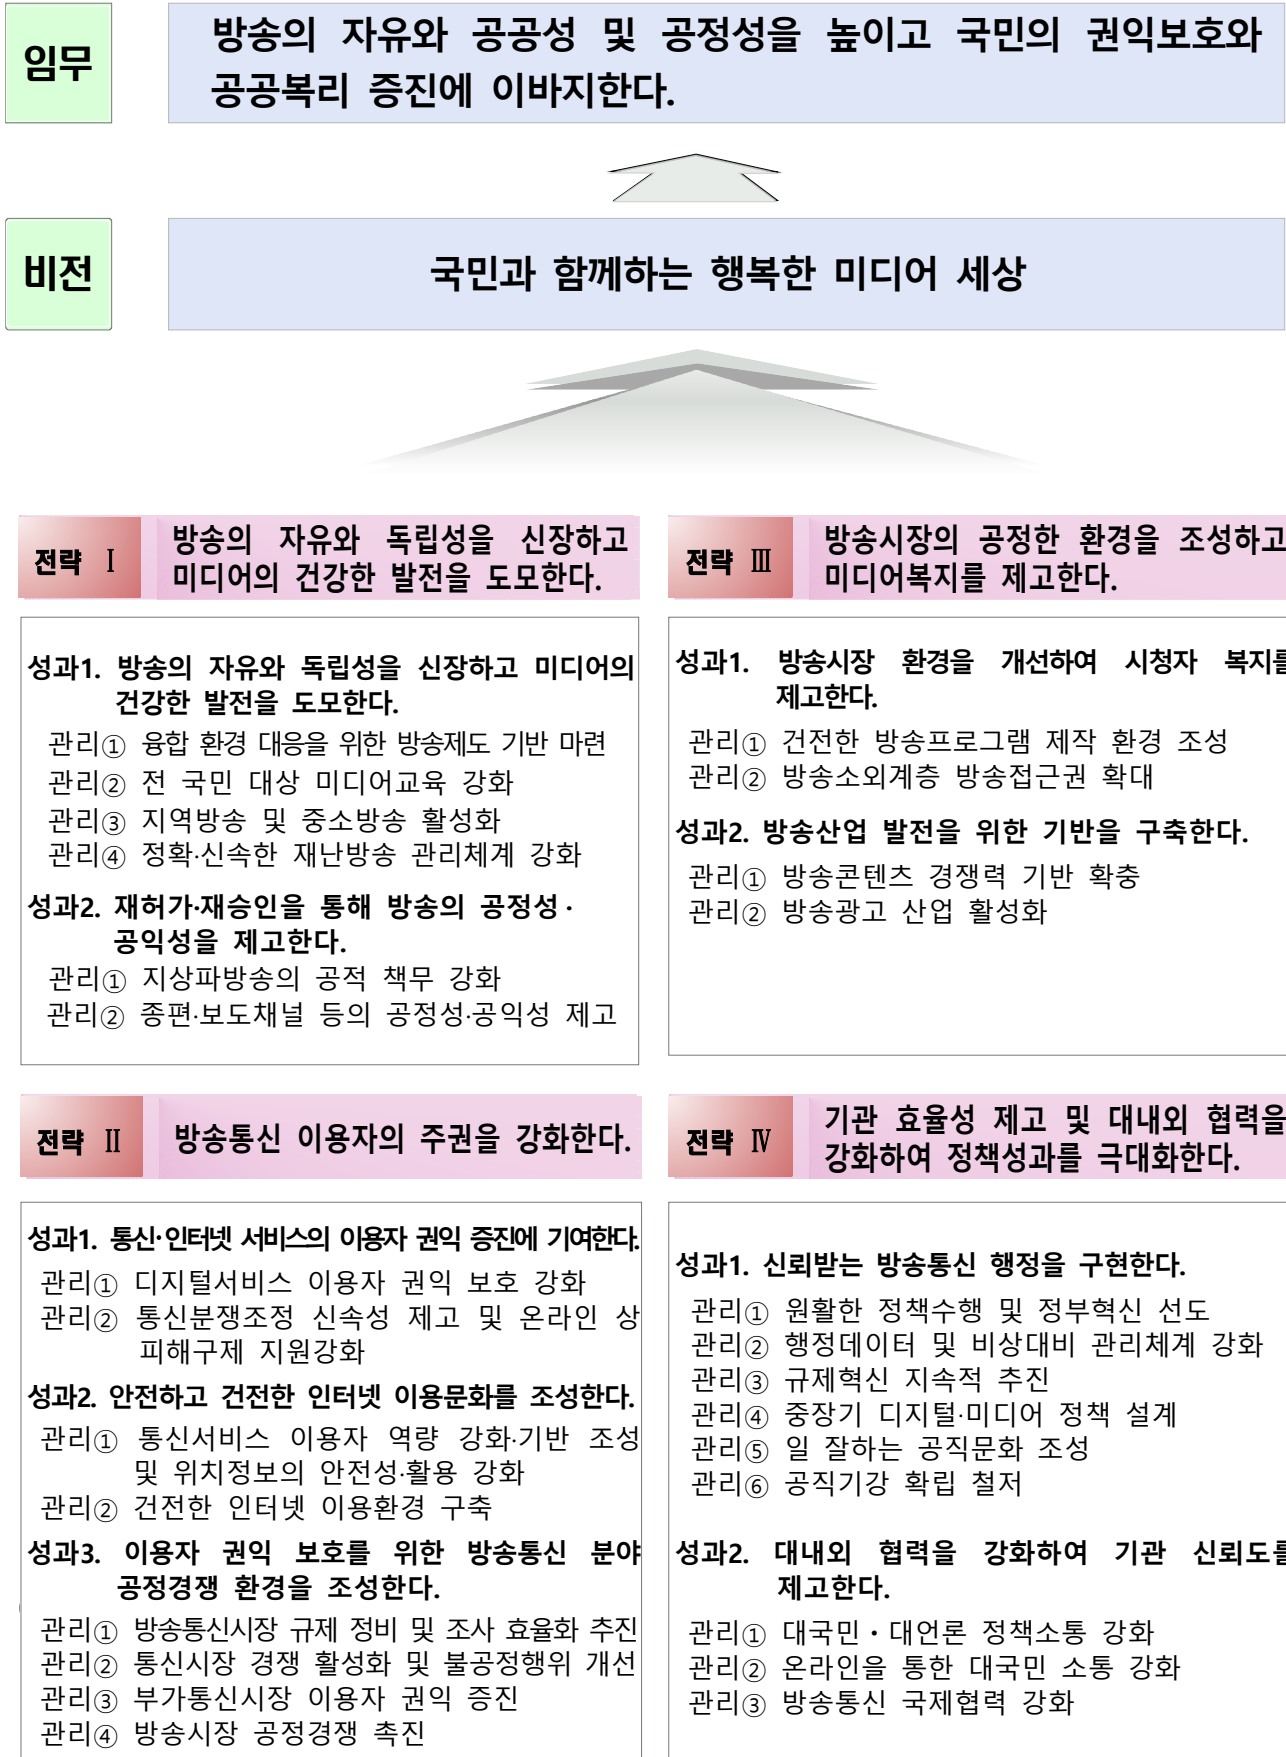 임무
방송의 자유와 공공성 및 공정성을 높이고 국민의 권익보호와
공공복리 증진에 이바지한다.
비전
국민과 함께하는 행복한 미디어 세상
전략 Ⅰ
방송의 자유와 독립성을 신장하고
미디어의 건강한 발전을 도모한다.
성과1. 방송의 자유와 독립성을 신장하고 미디어의
건강한 발전을 도모한다.
관리① 융합 환경 대응을 위한 방송제도 기반 마련
관리② 전 국민 대상 미디어교육 강화
관리③ 지역방송 및 중소방송 활성화
관리④ 정확·신속한 재난방송 관리체계 강화
성과2. 재허가·재승인을 통해 방송의 공정성·
공익성을 제고한다.
관리① 지상파방송의 공적 책무 강화
관리② 종편·보도채널 등의 공정성·공익성 제고
전략 Ⅲ
방송시장의 공정한 환경을 조성하고
미디어복지를 제고한다.
성과1. 방송시장 환경을 개선하여 시청자 복지를
제고한다.
관리① 건전한 방송프로그램 제작 환경 조성
관리② 방송소외계층 방송접근권 확대
성과2. 방송산업 발전을 위한 기반을 구축한다.
관리① 방송콘텐츠 경쟁력 기반 확충
관리② 방송광고 산업 활성화
전략 Ⅱ
방송통신 이용자의 주권을 강화한다.
성과1. 통신·인터넷 서비스의 이용자 권익 증진에 기여한다.
관리① 디지털서비스 이용자 권익 보호 강화
관리② 통신분쟁조정 신속성 제고 및 온라인 상
피해구제 지원강화
성과2. 안전하고 건전한 인터넷 이용문화를 조성한다.
관리① 통신서비스 이용자 역량 강화·기반 조성
및 위치정보의 안전성·활용 강화
관리② 건전한 인터넷 이용환경 구축
성과3. 이용자 권익 보호를 위한 방송통신 분야
공정경쟁 환경을 조성한다.
관리① 방송통신시장 규제 정비 및 조사 효율화 추진
관리② 통신시장 경쟁 활성화 및 불공정행위 개선
관리③ 부가통신시장 이용자 권익 증진
관리④ 방송시장 공정경쟁 촉진
전략 Ⅳ
기관 효율성 제고 및 대내외 협력을
강화하여 정책성과를 극대화한다.
성과1. 신뢰받는 방송통신 행정을 구현한다.
관리① 원활한 정책수행 및 정부혁신 선도
관리② 행정데이터 및 비상대비 관리체계 강화
관리③ 규제혁신 지속적 추진
관리④ 중장기 디지털·미디어 정책 설계
관리⑤ 일 잘하는 공직문화 조성
관리⑥ 공직기강 확립 철저
성과2. 대내외 협력을 강화하여 기관 신뢰도를
제고한다.
관리① 대국민·대언론 정책소통 강화
관리② 온라인을 통한 대국민 소통 강화
관리③ 방송통신 국제협력 강화